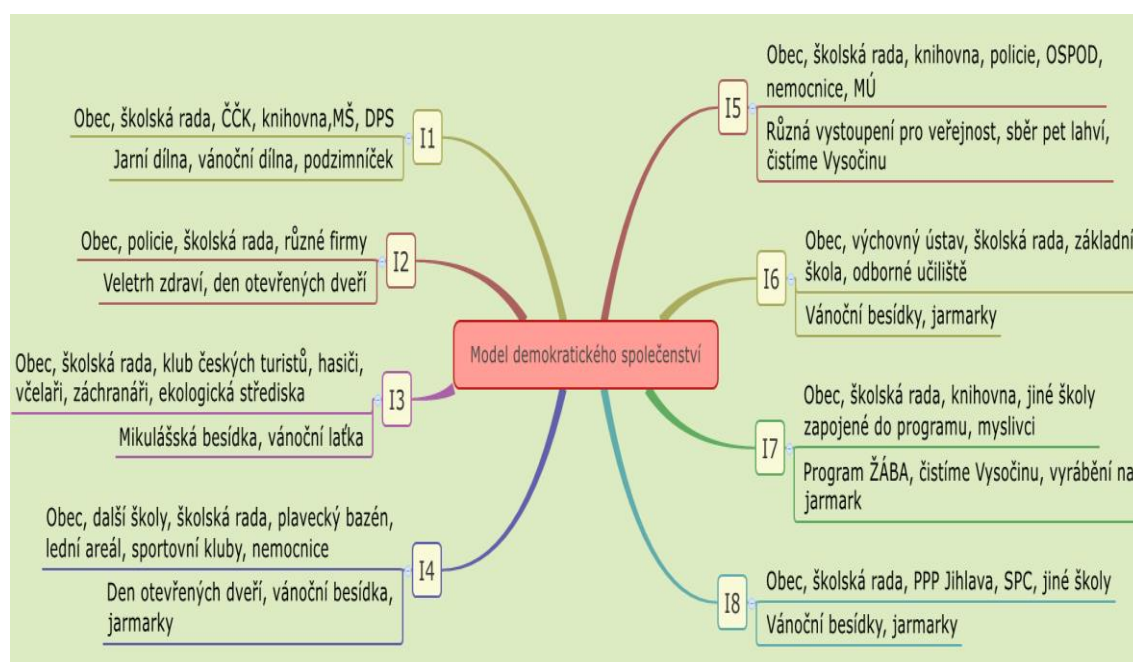 Model demokratického společenství
I1
Obec, školská rada, ČČK, knihovna,MŠ, DPS
Jarní dílna, vánoční dílna, podzimníček
I2
Obec, policie, školská rada, různé firmy
Veletrh zdraví, den otevřených dveří
I3
Obec, školská rada, klub českých turistů, hasiči,
včelaři, záchranáři, ekologická střediska
Mikulášská besídka, vánoční laťka
I4
Obec, další školy, školská rada, plavecký bazén,
lední areál, sportovní kluby, nemocnice
Den otevřených dveří, vánoční besídka,
jarmarky
I5
Obec, školská rada, knihovna, policie, OSPOD,
nemocnice, MÚ
Různá vystoupení pro veřejnost, sběr pet lahví,
čistíme Vysočinu
I6
Obec, výchovný ústav, školská rada, základní
škola, odborné učiliště
Vánoční besídky, jarmarky
I7
Obec, školská rada, knihovna, jiné školy
zapojené do programu, myslivci
Program ŽÁBA, čistíme Vysočinu, vyrábění na
jarmark
I8
Obec, školská rada, PPP Jihlava, SPC, jiné školy
Vánoční besídky, jarmarky